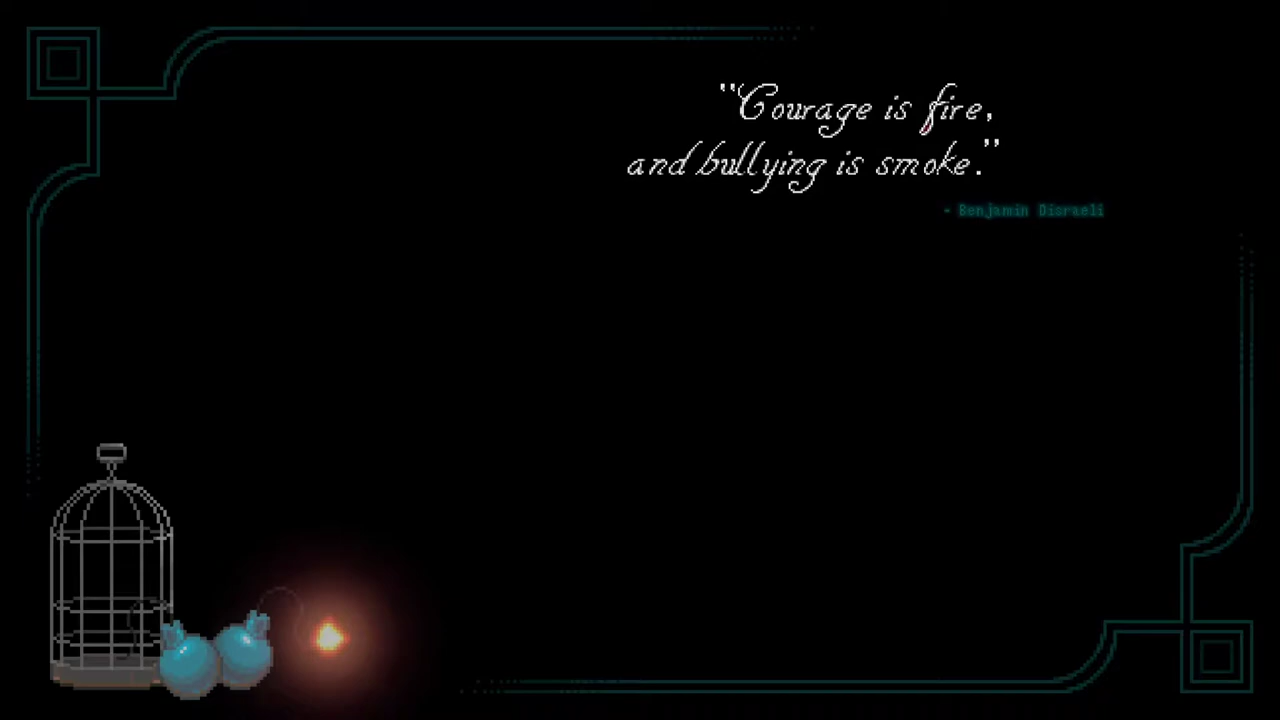 "Courage is fire,
and bullying is smoke."
- Benjamin Disraeli